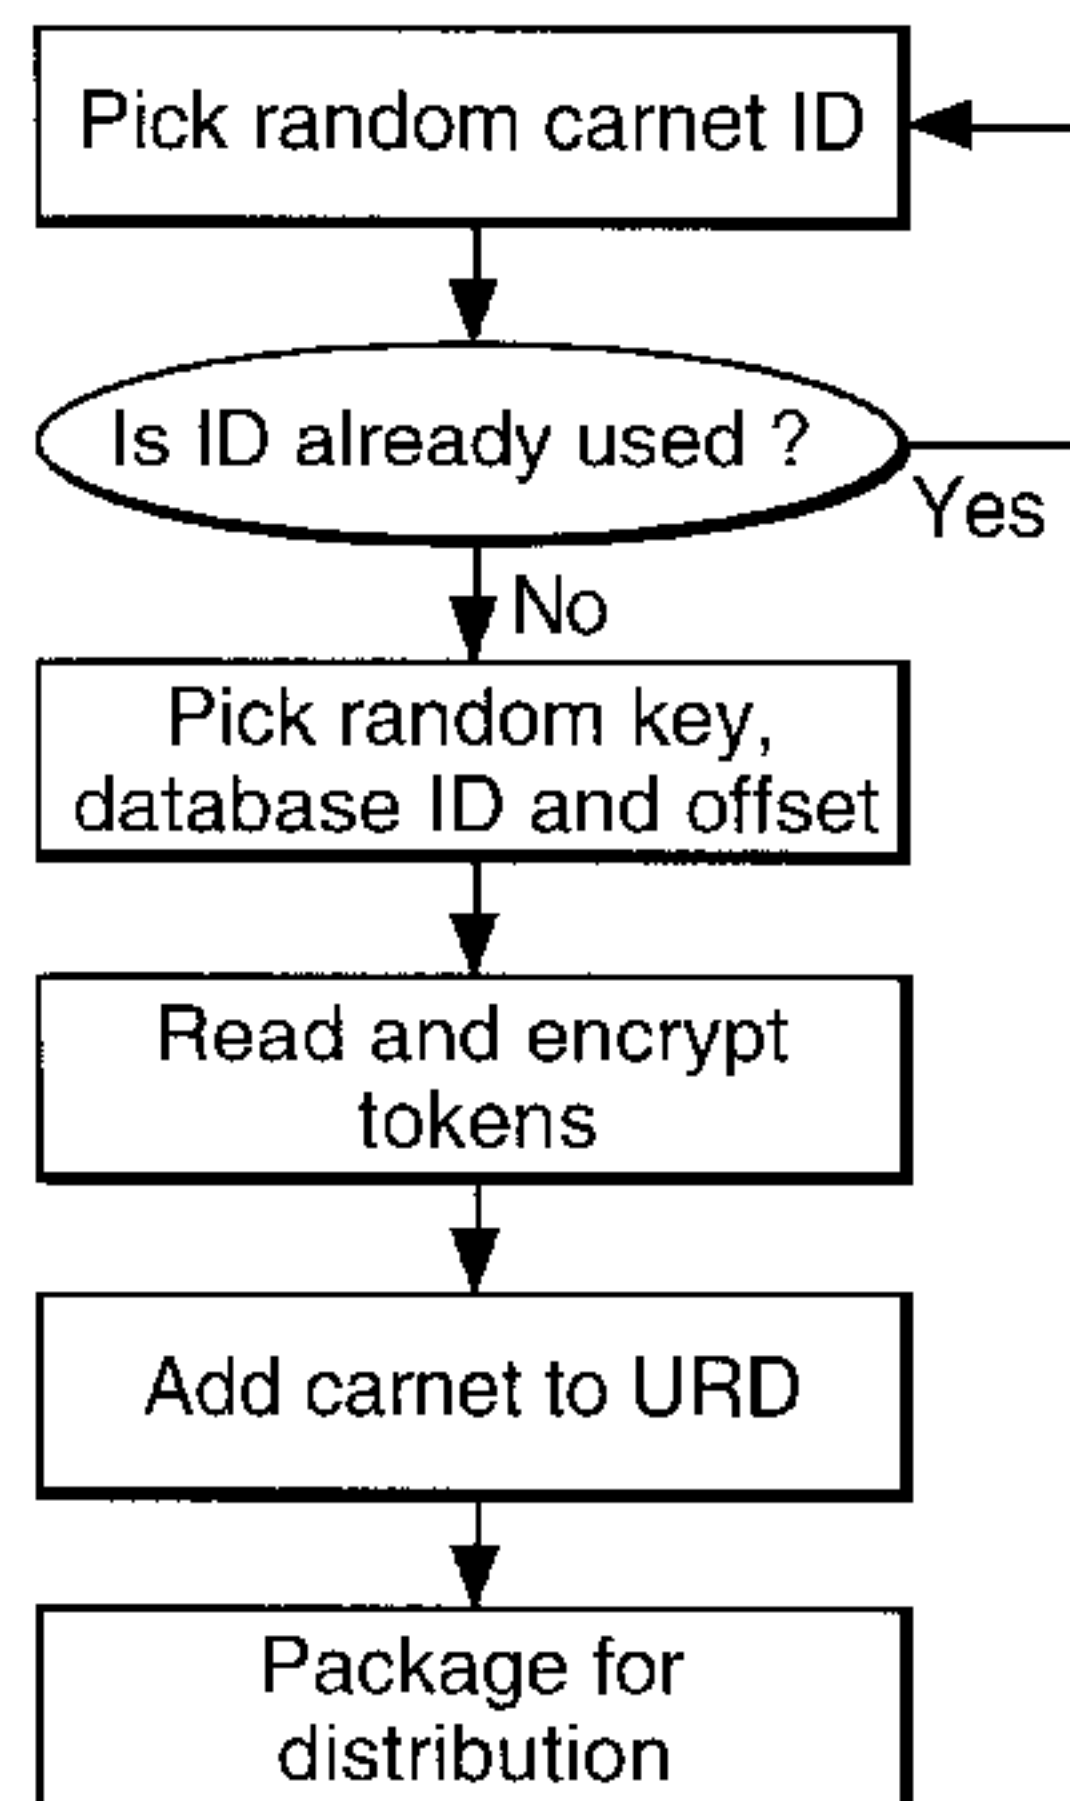 Pick random carnet ID
Is ID already used ?
Yes
No
Pick random key,
database ID and offset
Read and encrypt
tokens
Add carnet to URD
Package for
distribution